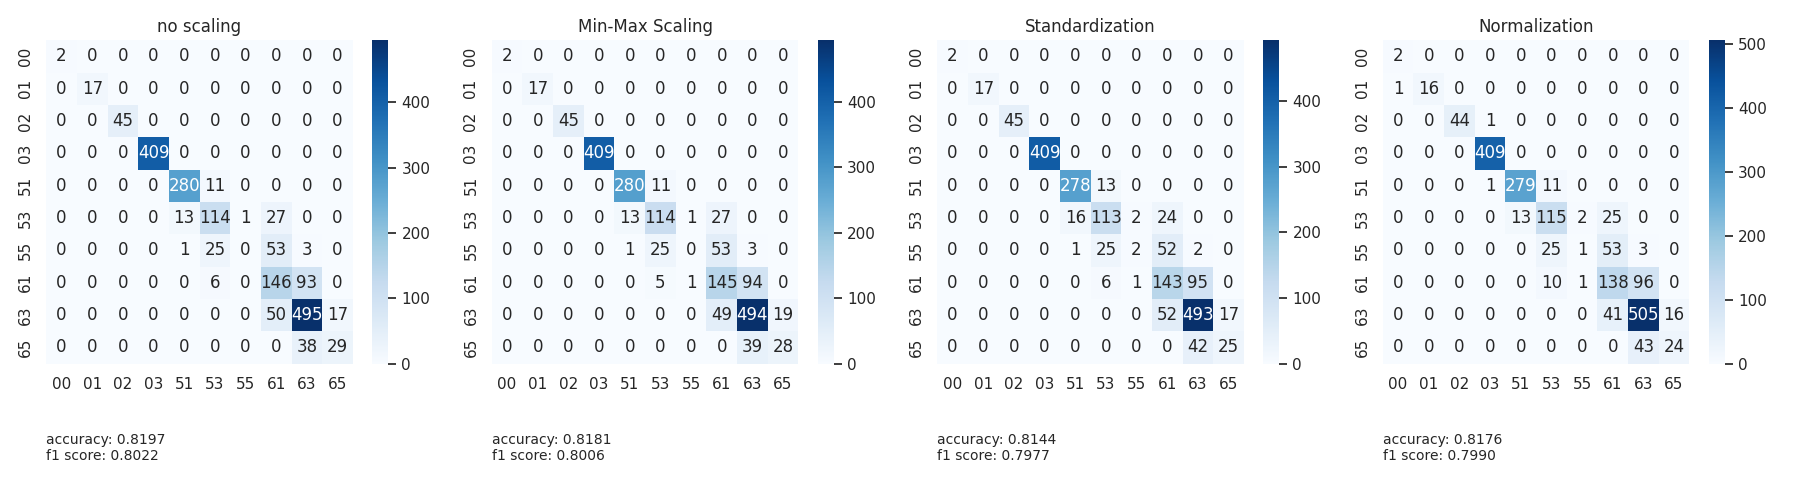 no scaling
00 2 0 0 0 0 0 0 0 0 0
01 0 17 0 0 0 0 0 0 0 0
02 0 0 45 0 0 0 0 0 0 0
03 0 0 0 409 0 0 0 0 0 0
51 0 0 0 0 280 11 0 0 0 0
53 0 0 0 0 13 114 1 27 0 0
55 0 0 0 0 1 25 0 53 3 0
61 0 0 0 0 0 6 0 146 93 0
63 0 0 0 0 0 0 0 50 495 17
65 0 0 0 0 0 0 0 0 38 29
00 01 02 03 51 53 55 61 63 65
400
300
200
100
0
accuracy: 0.8197
f1 score: 0.8022
Min-Max Scaling
00 2 0 0 0 0 0 0 0 0 0
01 0 17 0 0 0 0 0 0 0 0
02 0 0 45 0 0 0 0 0 0 0
03 0 0 0 409 0 0 0 0 0 0
51 0 0 0 0 280 11 0 0 0 0
53 0 0 0 0 13 114 1 27 0 0
55 0 0 0 0 1 25 0 53 3 0
61 0 0 0 0 0 5 1 145 94 0
63 0 0 0 0 0 0 0 49 494 19
65 0 0 0 0 0 0 0 0 39 28
00 01 02 03 51 53 55 61 63 65
400
300
200
100
0
accuracy: 0.8181
f1 score: 0.8006
Standardization
00 2 0 0 0 0 0 0 0 0 0
01 0 17 0 0 0 0 0 0 0 0
02 0 0 45 0 0 0 0 0 0 0
03 0 0 0 409 0 0 0 0 0 0
51 0 0 0 0 278 13 0 0 0 0
53 0 0 0 0 16 113 2 24 0 0
55 0 0 0 0 1 25 2 52 2 0
61 0 0 0 0 0 6 1 143 95 0
63 0 0 0 0 0 0 0 52 493 17
65 0 0 0 0 0 0 0 0 42 25
00 01 02 03 51 53 55 61 63 65
400
300
200
100
0
accuracy: 0.8144
f1 score: 0.7977
Normalization
00 2 0 0 0 0 0 0 0 0 0
01 1 16 0 0 0 0 0 0 0 0
02 0 0 44 1 0 0 0 0 0 0
03 0 0 0 409 0 0 0 0 0 0
51 0 0 0 1 279 11 0 0 0 0
53 0 0 0 0 13 115 2 25 0 0
55 0 0 0 0 0 25 1 53 3 0
61 0 0 0 0 0 10 1 138 96 0
63 0 0 0 0 0 0 0 41 505 16
65 0 0 0 0 0 0 0 0 43 24
00 01 02 03 51 53 55 61 63 65
500
400
300
200
100
0
accuracy: 0.8176
f1 score: 0.7990